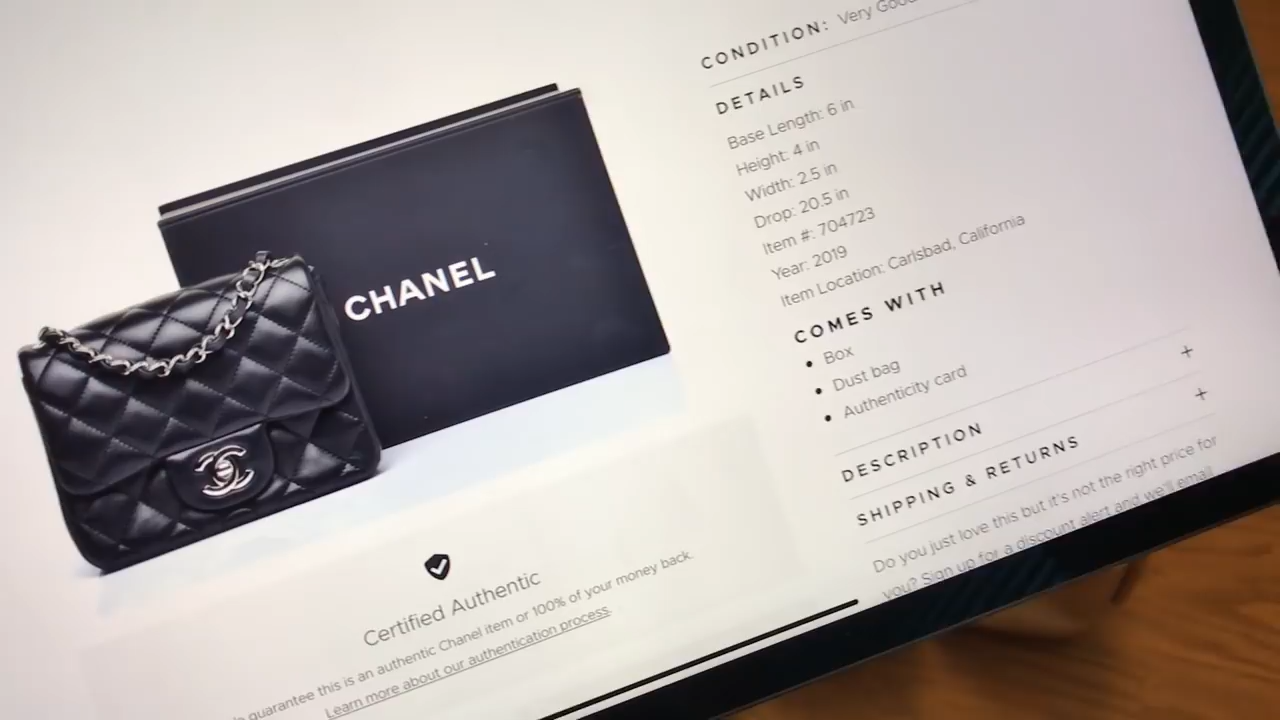 CHANEL
Certified Authentic
guarantee this is an authentic Chanel item or 100% of your money back.
Learn more about our authentication process.
CONDITION: Very Good
DETAILS
Base Length: 6 in
Height: 4 in
Width: 2.5 in
Drop: 20.5 in
Item #: 704723
Year: 2019
Item Location: Carlsbad, California
COMES WITH
• Box
• Dust bag
• Authenticity card
DESCRIPTION +
SHIPPING & RETURNS +
Do you just love this but it's not the right price for
you? Sign up for a discount alert and we'll email